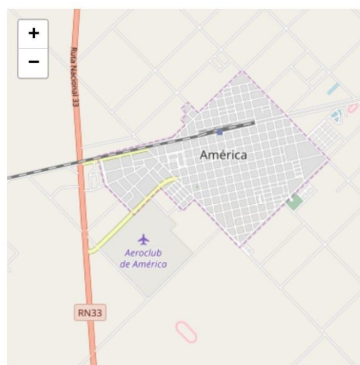 +
−
Ruta Nacional 33
América
Aeroclub
de América
RN33